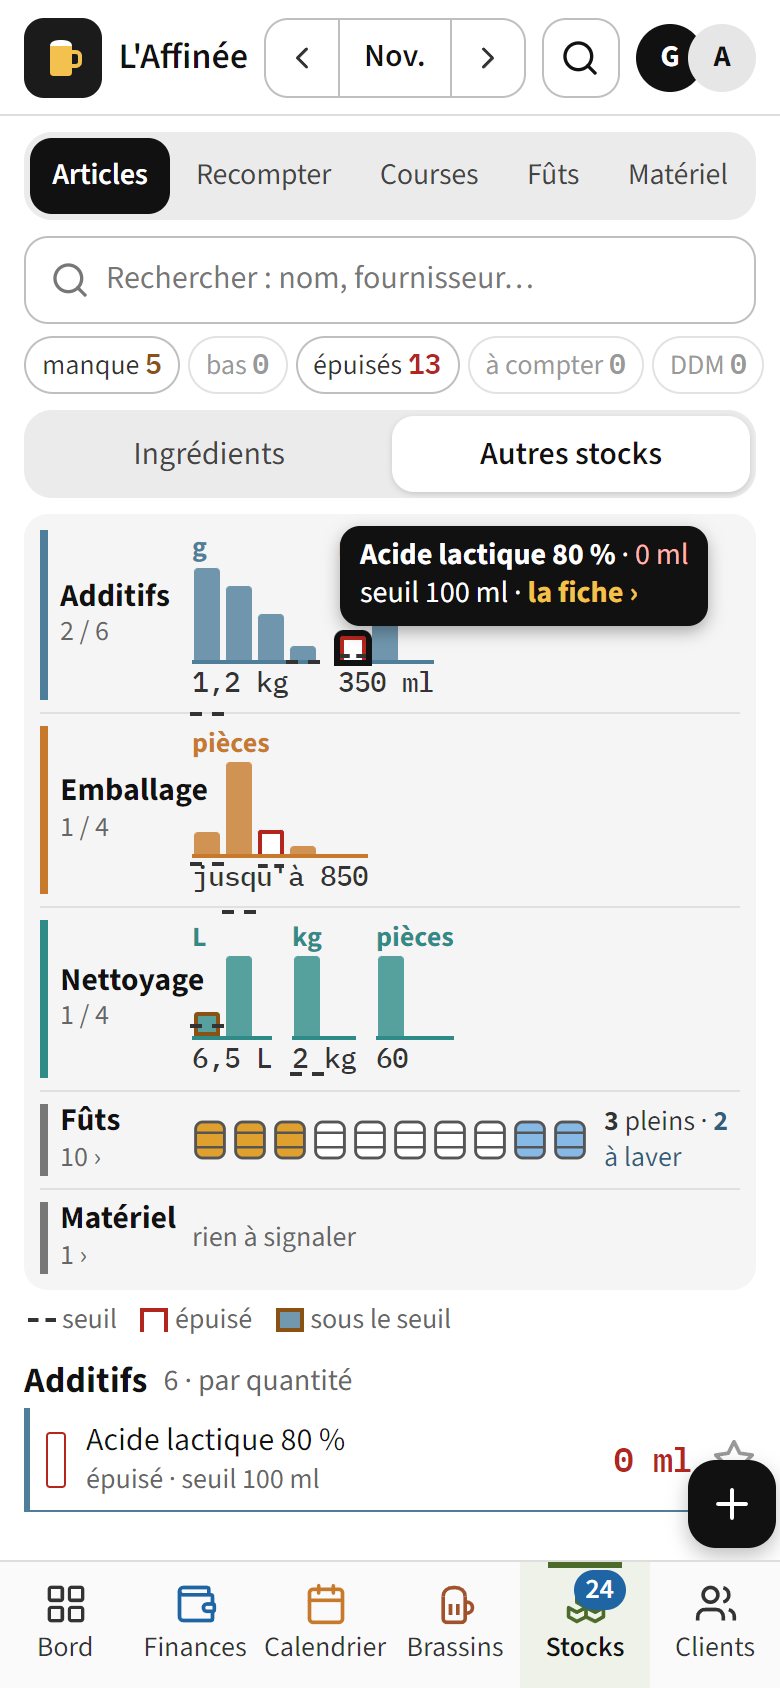 L'Affinée
Nov.
G A
Articles Recompter Courses Fûts Matériel
Rechercher : nom, fournisseur…
manque 5 bas 0 épuisés 13 à compter 0 DDM 0
Ingrédients Autres stocks
Acide lactique 80 % · 0 ml
seuil 100 ml · la fiche ›
g
Additifs
2 / 6
1,2 kg 350 ml
pièces
Emballage
1 / 4
jusqu'à 850
L kg pièces
Nettoyage
1 / 4
6,5 L 2 kg 60
Fûts
10 ›
3 pleins · 2
à laver
Matériel
1 ›
rien à signaler
seuil épuisé sous le seuil
Additifs 6 · par quantité
Acide lactique 80 %
épuisé · seuil 100 ml
0 ml
24
Bord Finances Calendrier Brassins Stocks Clients